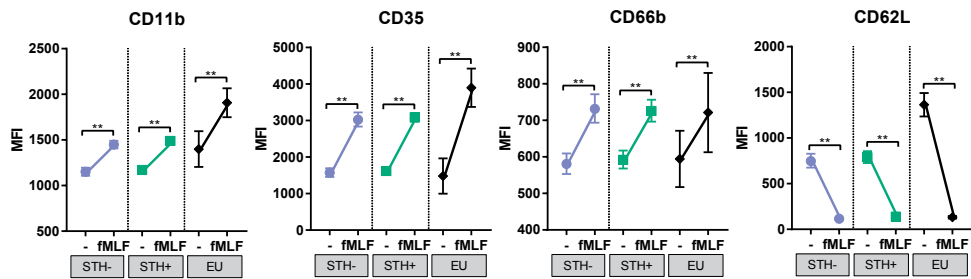 CD11b
MFI
2500
2000
1500
1000
500
** ** **
- fMLF - fMLF - fMLF
STH- STH+ EU
CD35
MFI
5000
4000
3000
2000
1000
0
** ** **
- fMLF - fMLF - fMLF
STH- STH+ EU
CD66b
MFI
900
800
700
600
500
** ** **
- fMLF - fMLF - fMLF
STH- STH+ EU
CD62L
MFI
2000
1500
1000
500
0
** ** **
- fMLF - fMLF - fMLF
STH- STH+ EU